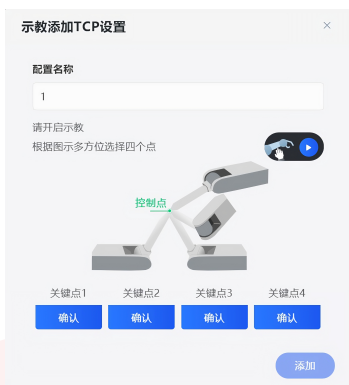 示教添加TCP设置
配置名称
1
请开启示教
根据图示多方位选择四个点
控制点
关键点1 关键点2 关键点3 关键点4
确认 确认 确认 确认
添加